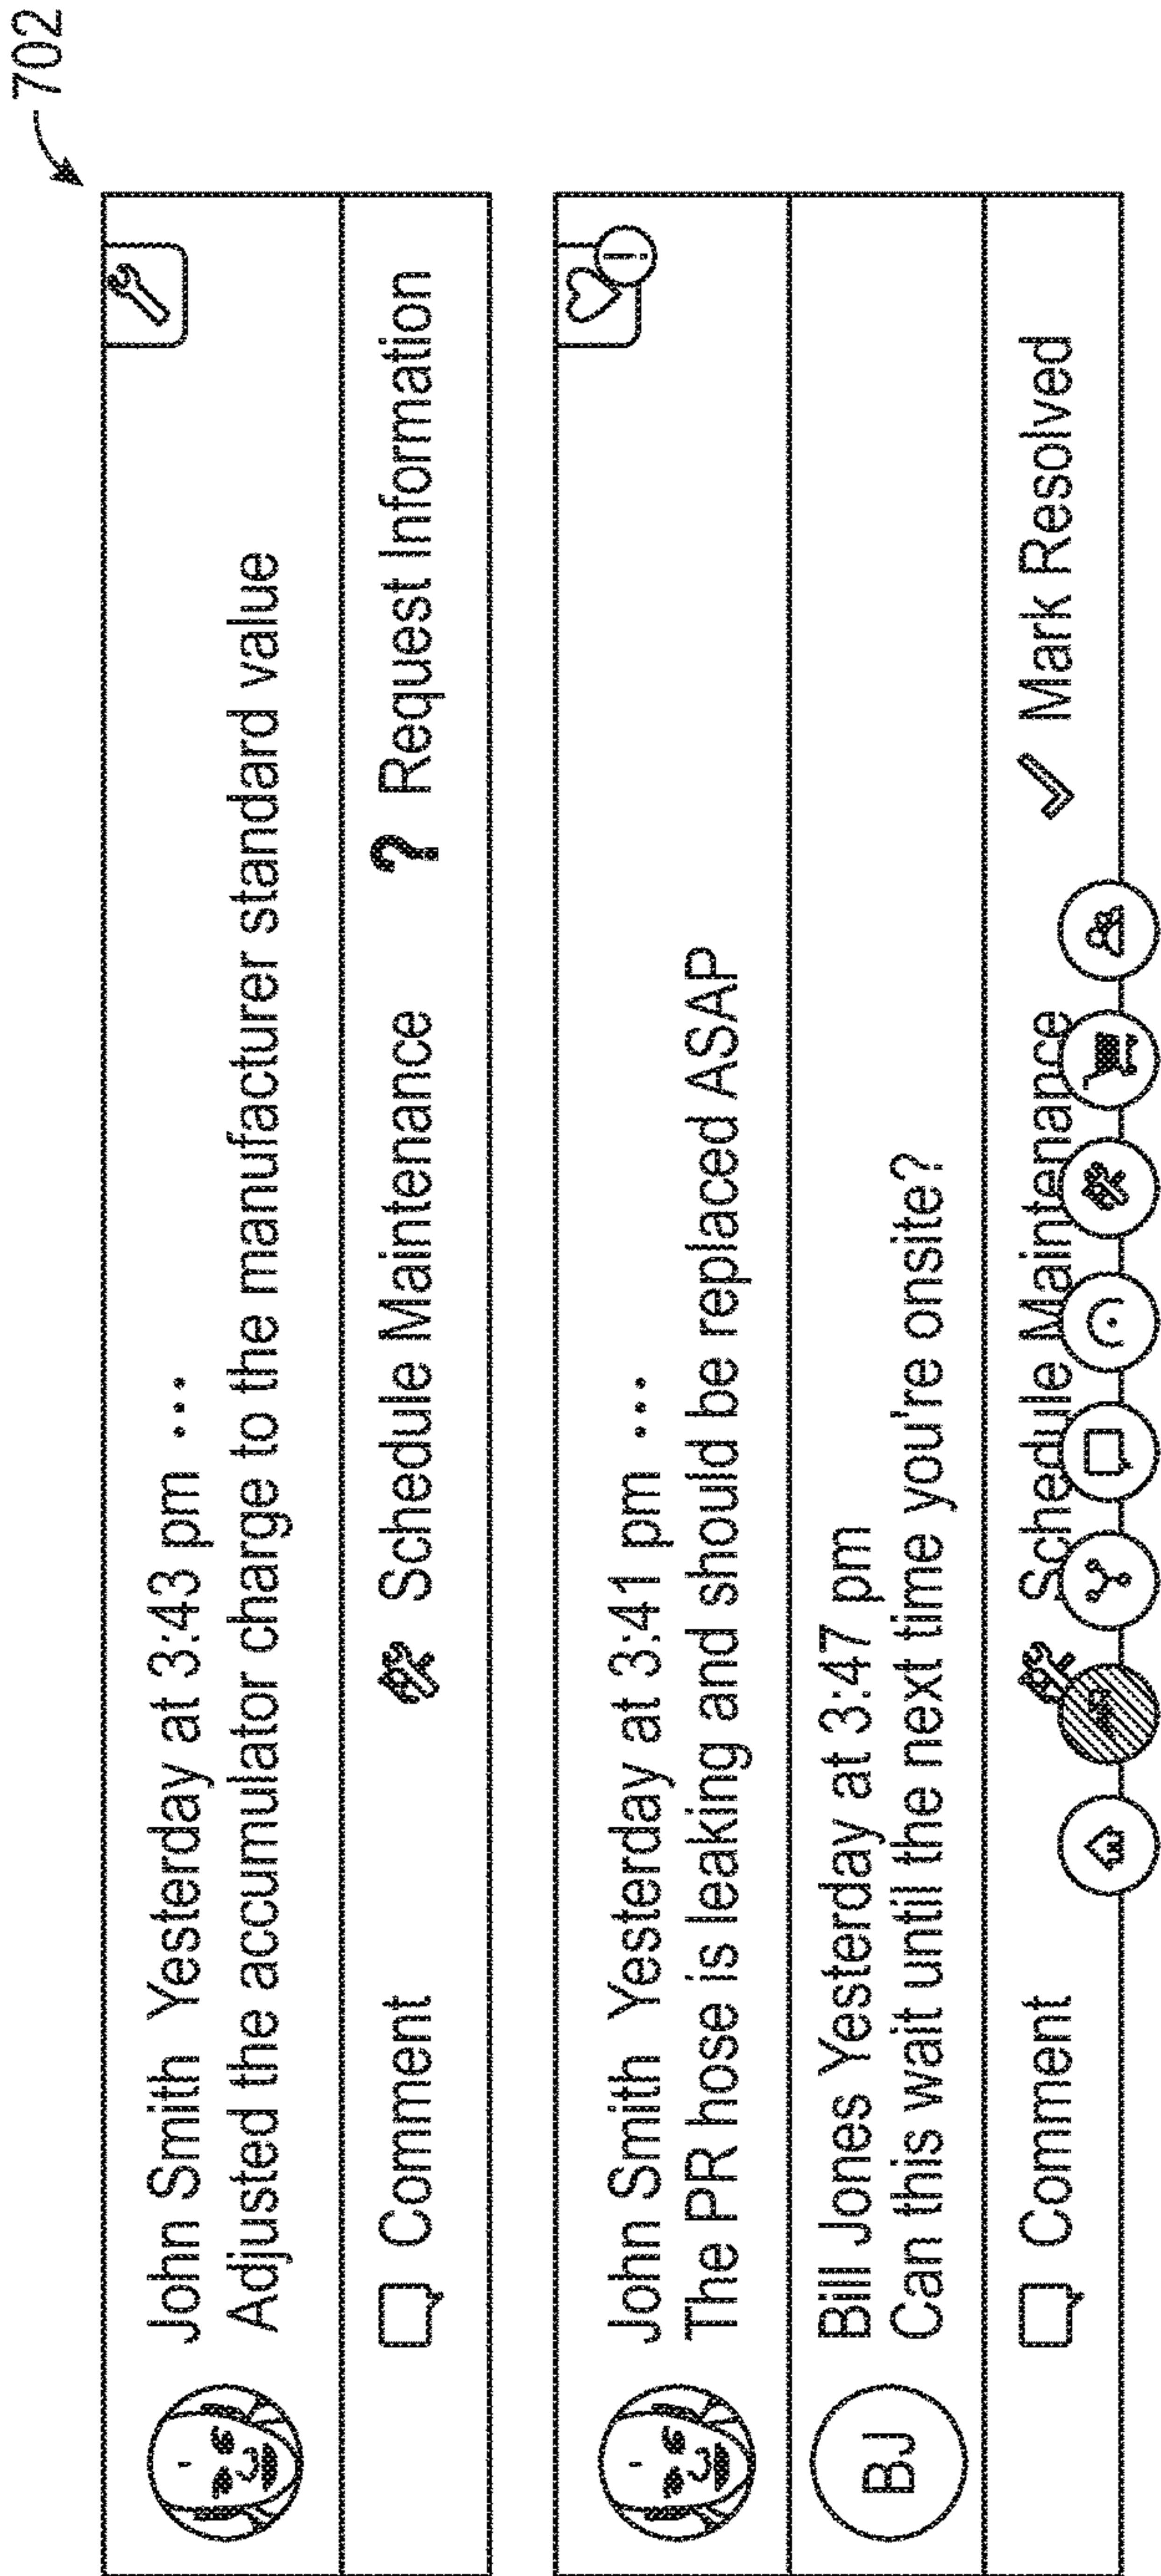 702
John Smith Yesterday at 3:43 pm ...
Adjusted the accumulator charge to the manufacturer standard value
Comment Schedule Maintenance ? Request Information
John Smith Yesterday at 3:41 pm ...
The PR hose is leaking and should be replaced ASAP
BJ
Bill Jones Yesterday at 3:47 pm
Can this wait until the next time you're onsite?
Comment Schedule Maintenance Mark Resolved